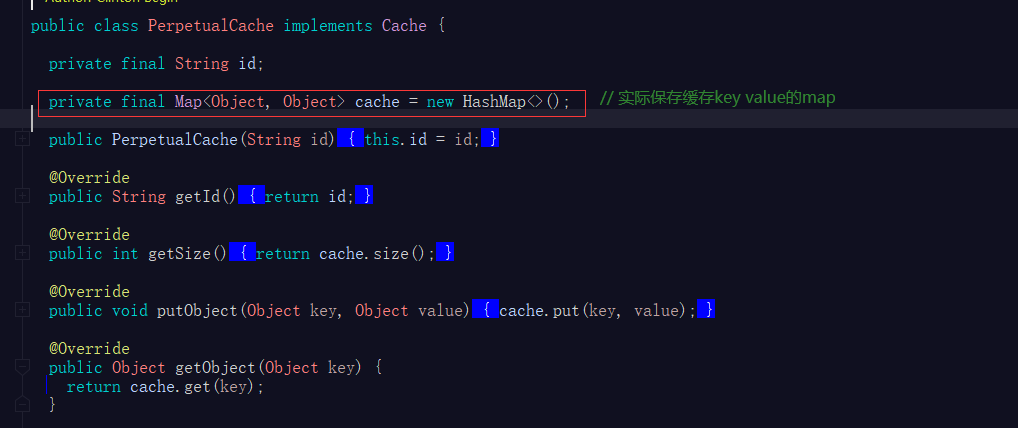 public class PerpetualCache implements Cache {
private final String id;
private final Map<Object, Object> cache = new HashMap<>(); // 实际保存缓存key value的map
public PerpetualCache(String id) { this.id = id; }
@Override
public String getId() { return id; }
@Override
public int getSize() { return cache.size(); }
@Override
public void putObject(Object key, Object value) { cache.put(key, value); }
@Override
public Object getObject(Object key) {
return cache.get(key);
}